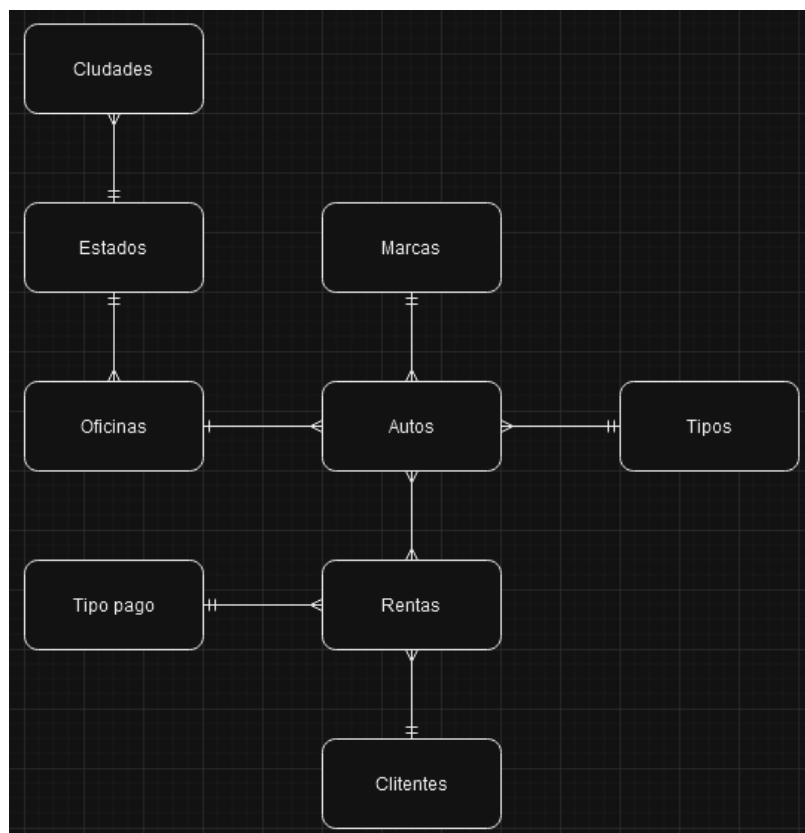 Cludades
Estados
Marcas
Oficinas
Autos
Tipos
Tipo pago
Rentas
Clitentes